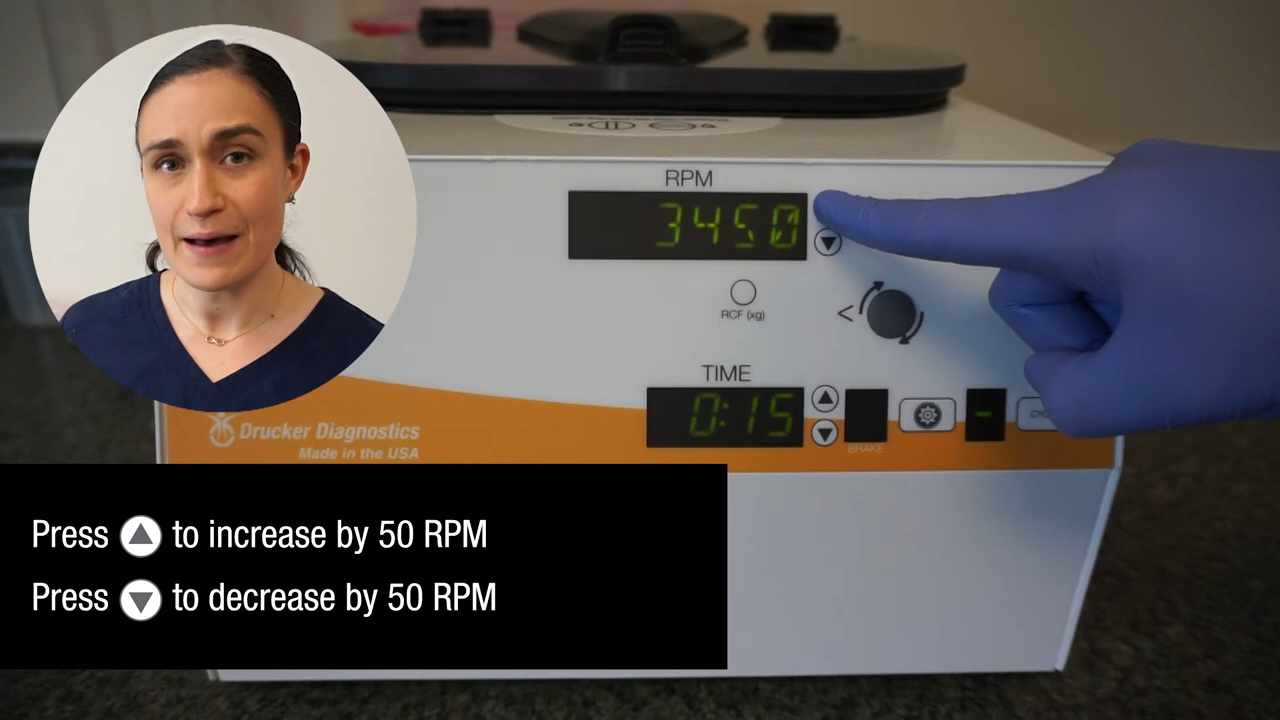 RPM
3450
RCF (xg)
<
TIME
0:15
BRAKE
-
Drucker Diagnostics
Made in the USA
Press ▲ to increase by 50 RPM
Press ▼ to decrease by 50 RPM